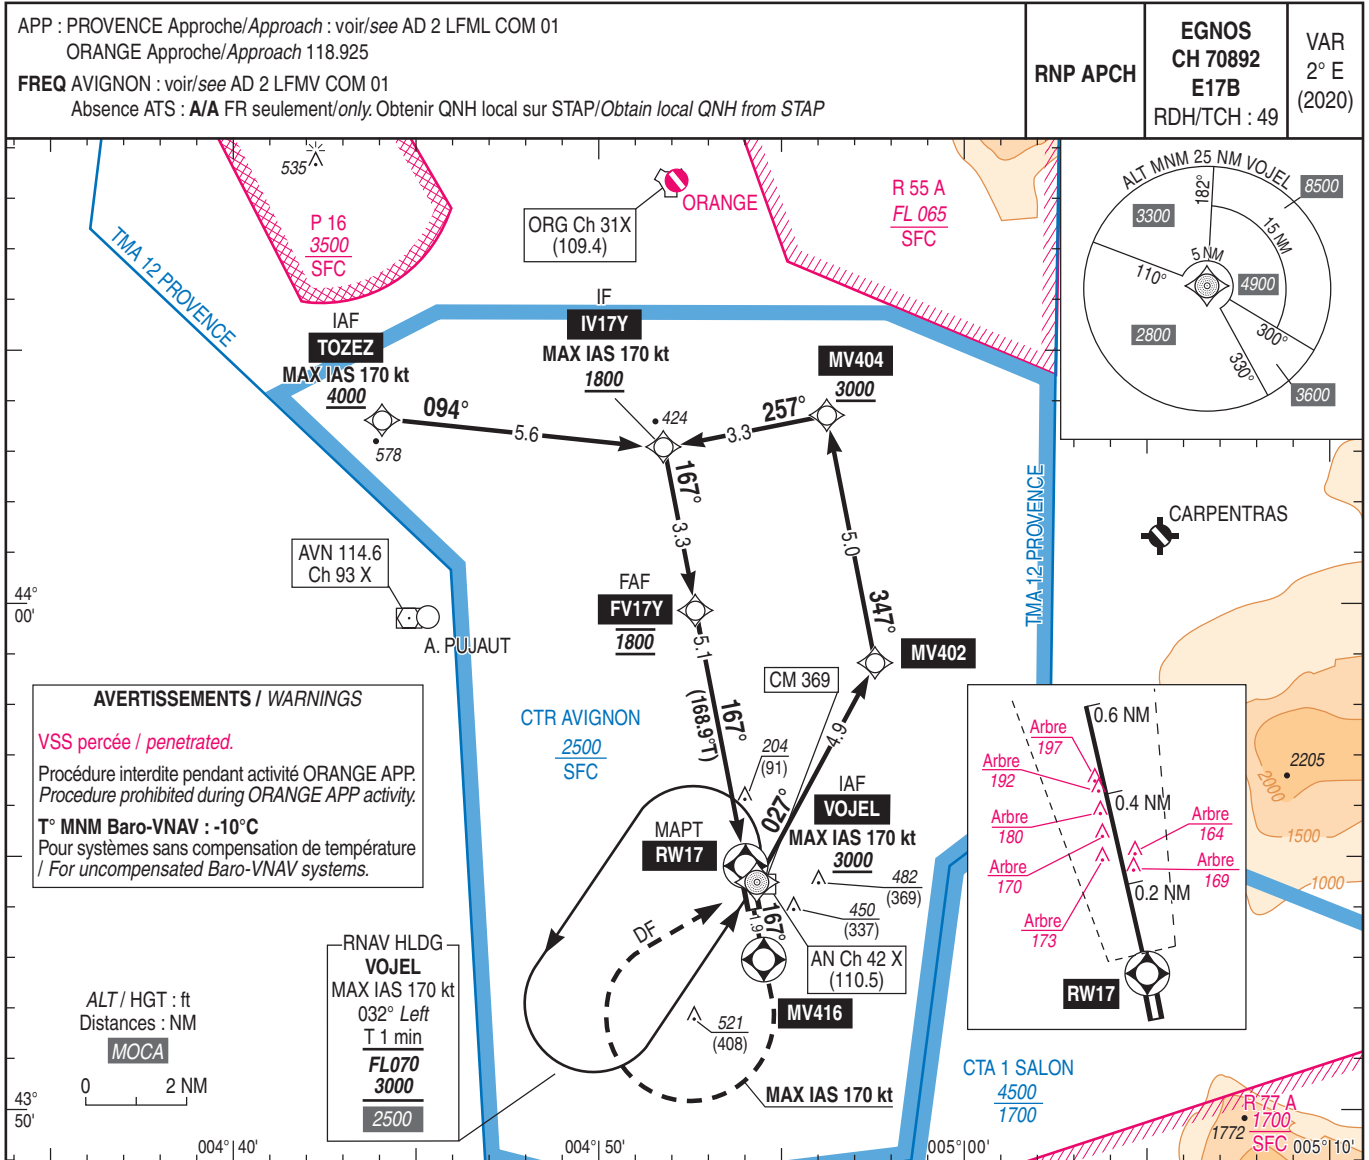 APP : PROVENCE Approche/Approach : voir/see AD 2 LFML COM 01
ORANGE Approche/Approach 118.925
FREQ AVIGNON : voir/see AD 2 LFMV COM 01
Absence ATS : A/A FR seulement/only. Obtenir QNH local sur STAP/Obtain local QNH from STAP
RNP APCH
EGNOS
CH 70892
E17B
RDH/TCH : 49
VAR
2° E
(2020)
535
P 16
3500
SFC
TMA 12 PROVENCE
ORG Ch 31X
(109.4)
ORANGE
R 55 A
FL 065
SFC
ALT MNM 25 NM VOJEL
182°
8500
3300
15 NM
5 NM
110°
4900
2800
300°
330°
3600
IAF
TOZEZ
MAX IAS 170 kt
4000
IF
IV17Y
MAX IAS 170 kt
1800
MV404
3000
094°
5.6
578
424
257°
3.3
167°
3.3
5.0
347°
TMA 12 PROVENCE
CARPENTRAS
AVN 114.6
Ch 93 X
A. PUJAUT
44°
00'
FAF
FV17Y
1800
5.1
167°
(168.9°T)
MV402
CM 369
4.9
027°
AVERTISSEMENTS / WARNINGS
VSS percée / penetrated.
Procédure interdite pendant activité ORANGE APP.
Procedure prohibited during ORANGE APP activity.
T° MNM Baro-VNAV : -10°C
Pour systèmes sans compensation de température
/ For uncompensated Baro-VNAV systems.
CTR AVIGNON
2500
SFC
204
(91)
IAF
VOJEL
MAX IAS 170 kt
3000
MAPT
RW17
482
(369)
450
(337)
167°
1.9
DF
AN Ch 42 X
(110.5)
MV416
521
(408)
MAX IAS 170 kt
RNAV HLDG
VOJEL
MAX IAS 170 kt
032° Left
T 1 min
FL070
3000
2500
ALT / HGT : ft
Distances : NM
MOCA
0 2 NM
43°
50'
0.6 NM
Arbre
197
Arbre
192
0.4 NM
Arbre
180
Arbre
164
Arbre
170
Arbre
169
0.2 NM
Arbre
173
RW17
2205
2000
1500
1000
CTA 1 SALON
4500
1700
R 77 A
1700
SFC
1772
004° 40'
004° 50'
005° 00'
005° 10'